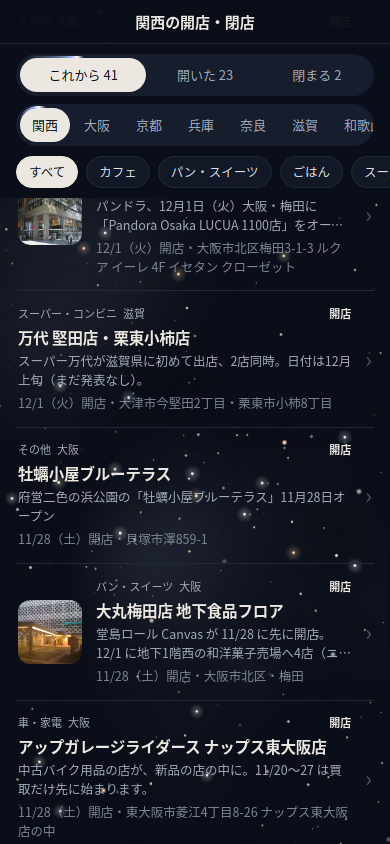 関西の開店・閉店
これから 41
開いた 23
閉まる 2
関西
大阪
京都
兵庫
奈良
滋賀
すべて
カフェ
パン・スイーツ
ごはん
スー
パンドラ、12月1日（火）大阪・梅田に
「Pandora Osaka LUCUA 1100店」をオー…
12/1（火）開店・大阪市北区梅田3-1-3 ルク
ア イーレ 4F イセタン クローゼット
スーパー・コンビニ 滋賀
開店
万代 堅田店・栗東小柿店
スーパー万代が滋賀県に初めて出店、2店同時。日付は12月
上旬（まだ発表なし）。
12/1（火）開店・大津市今堅田2丁目・栗東市小柿8丁目
その他 大阪
開店
牡蠣小屋ブルーテラス
府営二色の浜公園の「牡蠣小屋ブルーテラス」11月28日オ
ープン
11/28（土）開店・貝塚市澤859-1
パン・スイーツ 大阪
開店
大丸梅田店 地下食品フロア
堂島ロール Canvas が 11/28 に先に開店。
12/1 に地下1階西の和洋菓子売場へ4店（ユ…
11/28（土）開店・大阪市北区・梅田
車・家電 大阪
開店
アップガレージライダース ナップス東大阪店
中古バイク用品の店が、新品の店の中に。11/20〜27 は買
取だけ先に始まります。
11/28（土）開店・東大阪市菱江4丁目8-26 ナップス東大阪
店の中